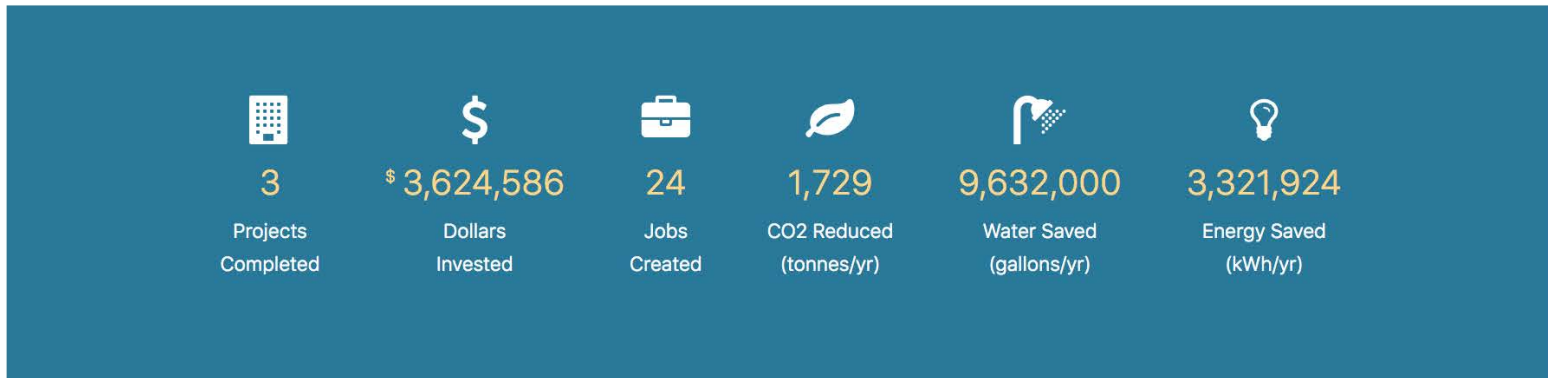 3
Projects
Completed
$ 3,624,586
Dollars
Invested
24
Jobs
Created
1,729
CO2 Reduced
(tonnes/yr)
9,632,000
Water Saved
(gallons/yr)
3,321,924
Energy Saved
(kWh/yr)